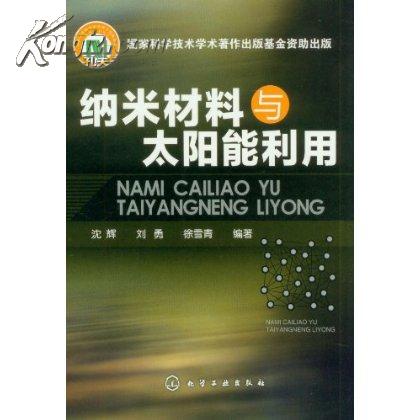 国家科学技术学术著作出版基金资助出版
纳米材料与
太阳能利用
NAMI CAILIAO YU
TAIYANGNENG LIYONG
沈辉 刘勇 徐雪青 编著
NAMI CAILIAO YU
TAIYANGNENG LIYONG
化学工业出版社